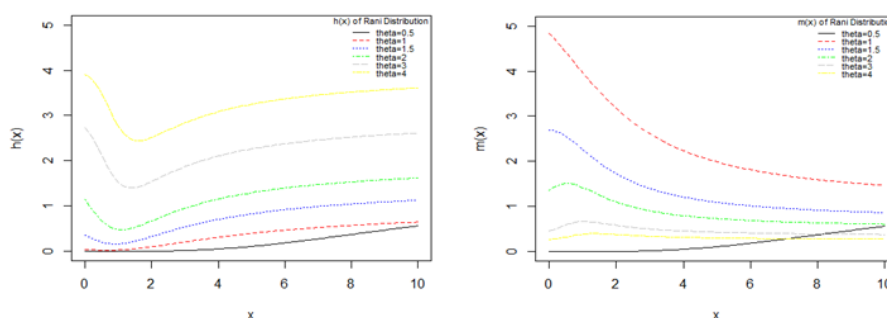 h(x) of Rani Distribution
theta=0.5
theta=1
theta=1.5
theta=2
theta=3
theta=4
5
4
3
2
1
0
h(x)
0 2 4 6 8 10
x
m(x) of Rani Distributio
theta=0.5
theta=1
theta=1.5
theta=2
theta=3
theta=4
5
4
3
2
1
0
m(x)
0 2 4 6 8 10
x